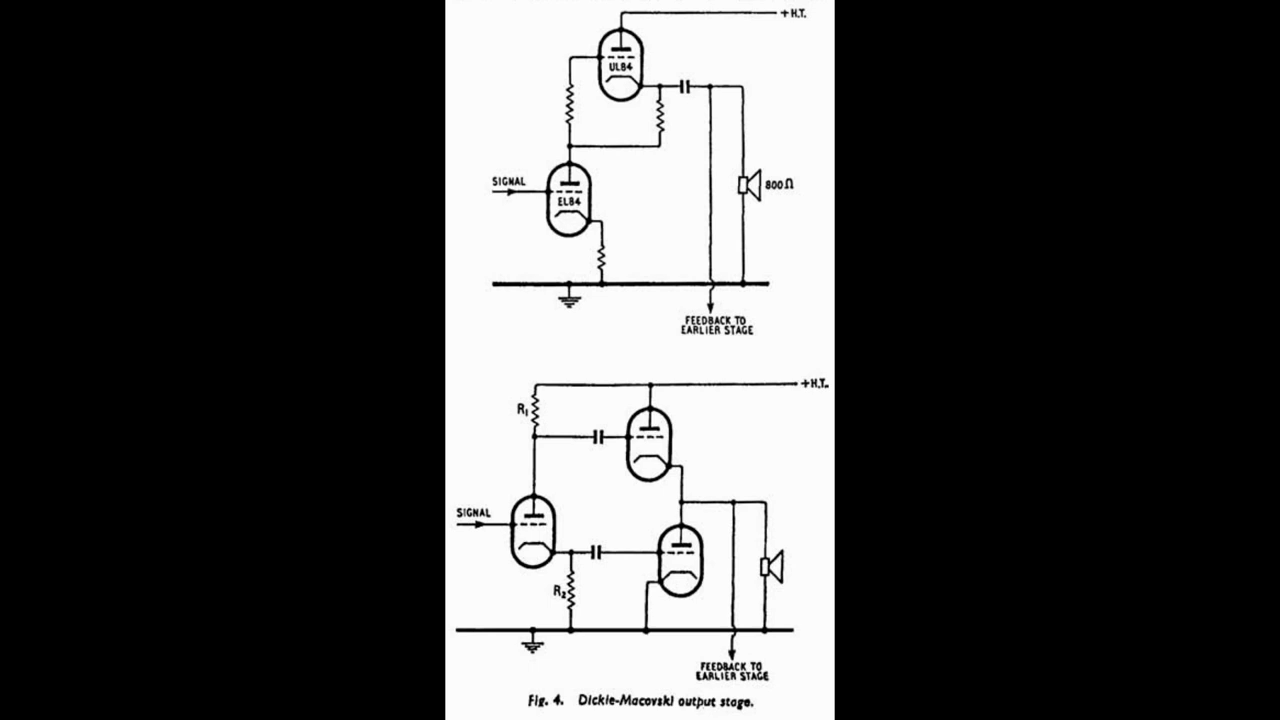 +H.T.
UL84
SIGNAL
EL84
800Ω
FEEDBACK TO
EARLIER STAGE
+H.T.
R₁
SIGNAL
R₂
FEEDBACK TO
EARLIER STAGE
Fig. 4. Dickie-Macovski output stage.